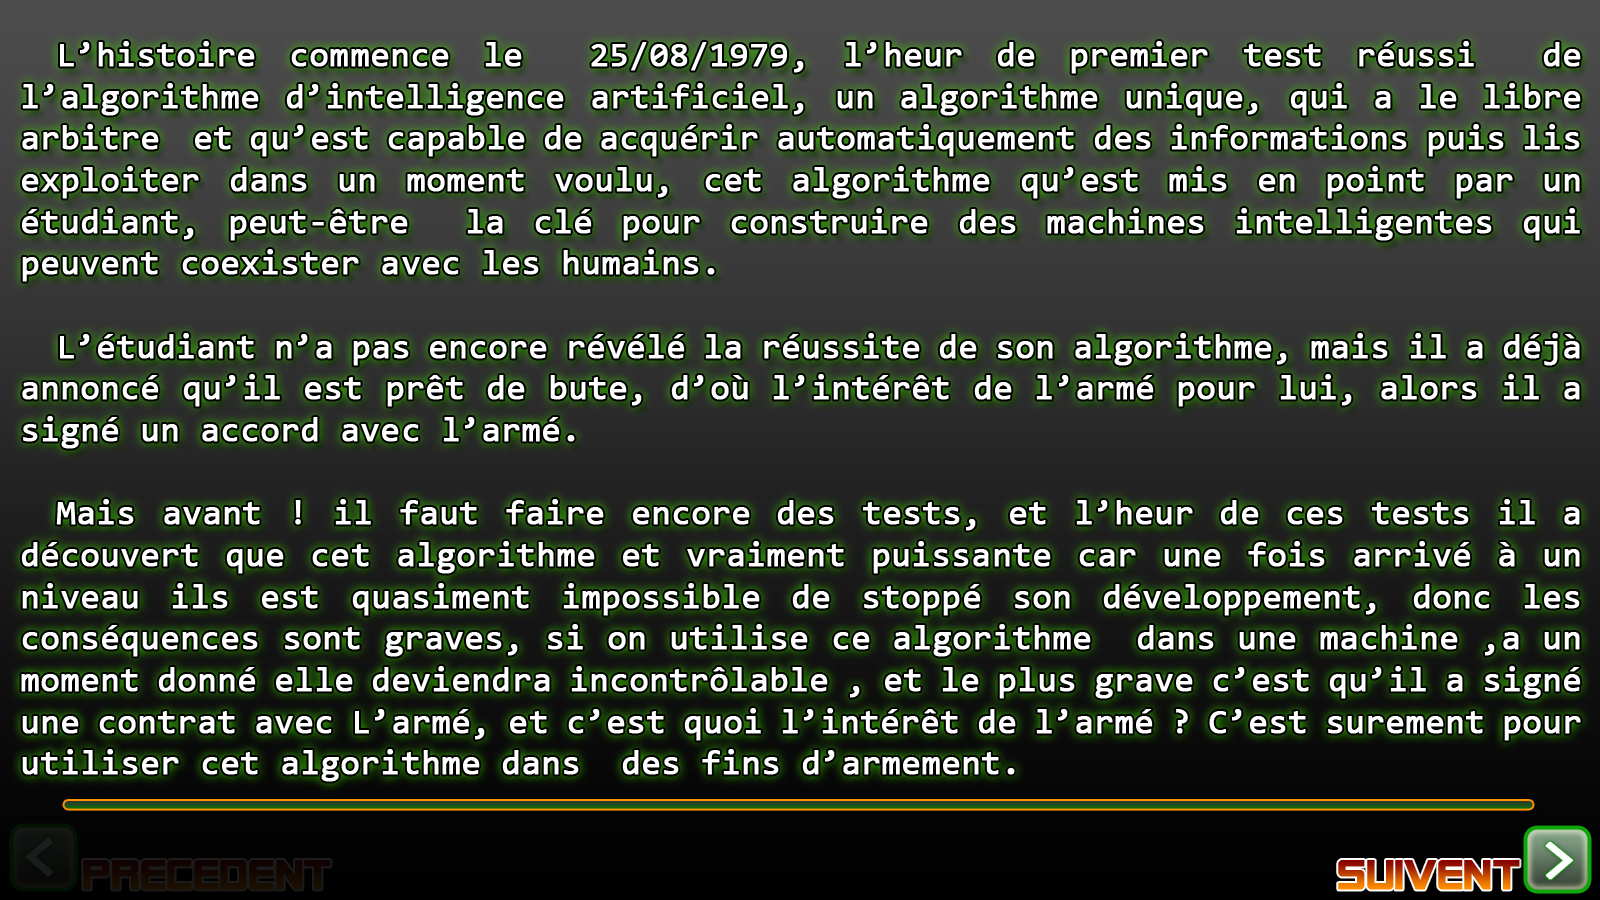 L’histoire commence le 25/08/1979, l’heur de premier test réussi de
l’algorithme d’intelligence artificiel, un algorithme unique, qui a le libre
arbitre et qu’est capable de acquérir automatiquement des informations puis lis
exploiter dans un moment voulu, cet algorithme qu’est mis en point par un
étudiant, peut-être la clé pour construire des machines intelligentes qui
peuvent coexister avec les humains.
L’étudiant n’a pas encore révélé la réussite de son algorithme, mais il a déjà
annoncé qu’il est prêt de bute, d’où l’intérêt de l’armé pour lui, alors il a
signé un accord avec l’armé.
Mais avant ! il faut faire encore des tests, et l’heur de ces tests il a
découvert que cet algorithme et vraiment puissante car une fois arrivé à un
niveau ils est quasiment impossible de stoppé son développement, donc les
conséquences sont graves, si on utilise ce algorithme dans une machine ,a un
moment donné elle deviendra incontrôlable , et le plus grave c’est qu’il a signé
une contrat avec L’armé, et c’est quoi l’intérêt de l’armé ? C’est surement pour
utiliser cet algorithme dans des fins d’armement.
PRECEDENT
SUIVENT